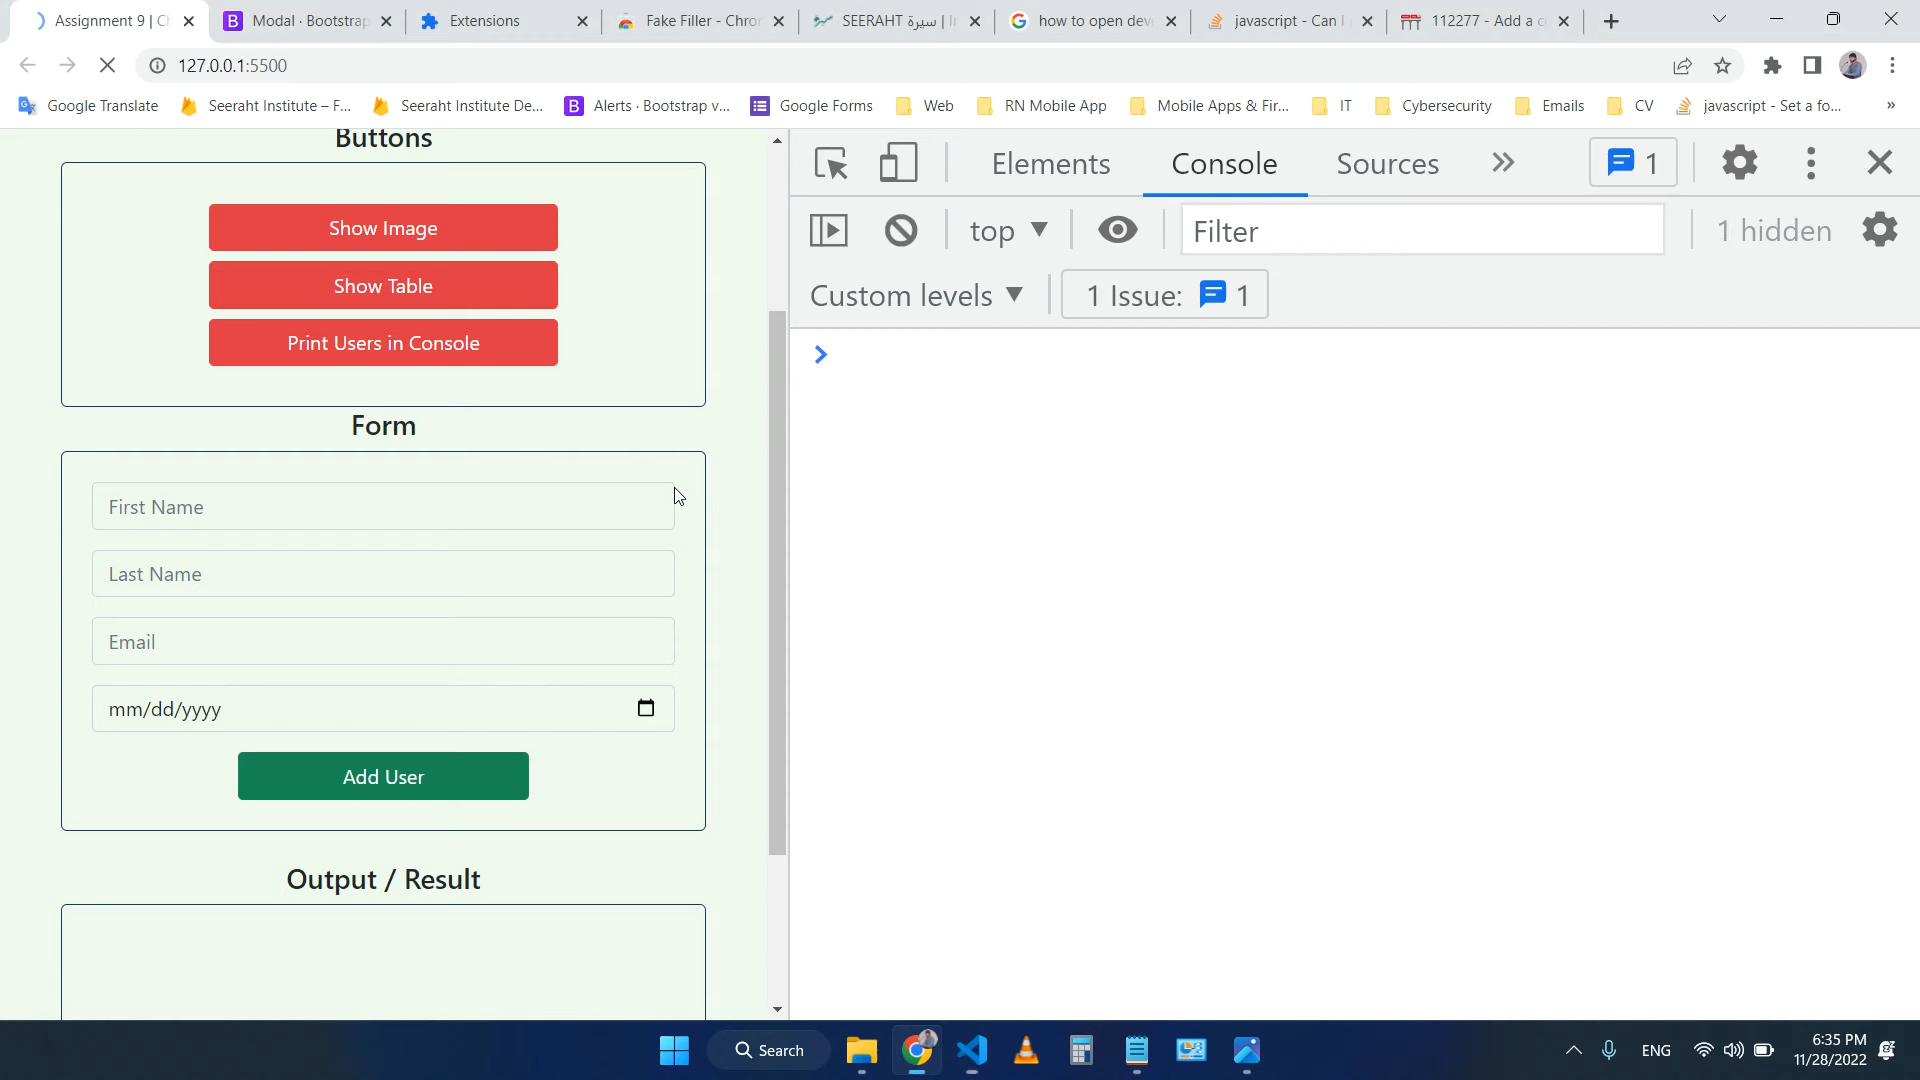 Assignment 9 | Ch
Modal · Bootstrap
Extensions
Fake Filler - Chro
SEERAHT سيرة | I
how to open dev
javascript - Can I
112277 - Add a c
127.0.0.1:5500
Google Translate
Seeraht Institute – F...
Seeraht Institute De...
Alerts · Bootstrap v...
Google Forms
Web
RN Mobile App
Mobile Apps & Fir...
IT
Cybersecurity
Emails
CV
javascript - Set a fo...
»
Buttons
Show Image
Show Table
Print Users in Console
Form
First Name
Last Name
Email
mm/dd/yyyy
Add User
Output / Result
Elements
Console
Sources
1
top
Filter
1 hidden
Custom levels
1 Issue: 1
Search
ENG
6:35 PM
11/28/2022